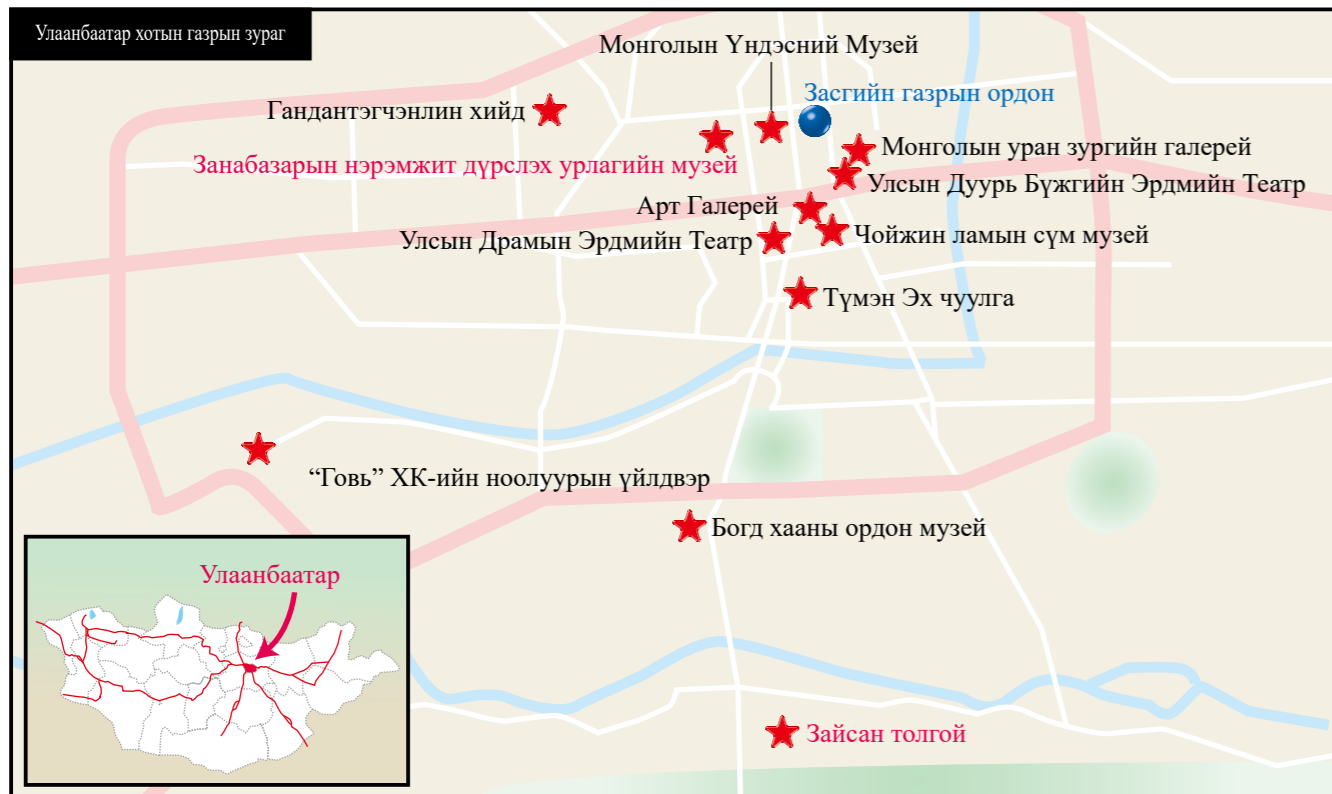 Улаанбаатар хотын газрын зураг
Монголын Үндэсний Музей
Засгийн газрын ордон
Гандантэгчэнлин хийд
Занабазарын нэрэмжит дүрслэх урлагийн музей
Монголын уран зургийн галерей
Улсын Дуурь Бүжгийн Эрдмийн Театр
Арт Галерей
Улсын Драмын Эрдмийн Театр
Чойжин ламын сүм музей
Түмэн Эх чуулга
“Говь” ХК-ийн ноолуурын үйлдвэр
Богд хааны ордон музей
Улаанбаатар
Зайсан толгой